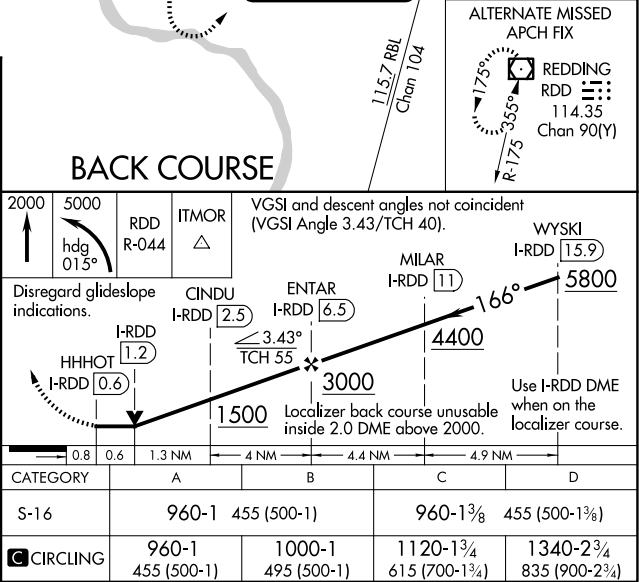 115.7 RBL
Chan 104
ALTERNATE MISSED
APCH FIX
175°
355°
R-175
REDDING
RDD
114.35
Chan 90(Y)
BACK COURSE
2000
5000
hdg
015°
RDD
R-044
ITMOR
VGSI and descent angles not coincident
(VGSI Angle 3.43/TCH 40).
Disregard glideslope
indications.
HHHOT
I-RDD 0.6
I-RDD
1.2
CINDU
I-RDD 2.5
ENTAR
I-RDD 6.5
MILAR
I-RDD 11
WYSKI
I-RDD 15.9
3.43°
TCH 55
166°
5800
4400
3000
1500
Localizer back course unusable
inside 2.0 DME above 2000.
Use I-RDD DME
when on the
localizer course.
0.8 0.6 1.3 NM 4 NM 4.4 NM 4.9 NM
CATEGORY A B C D
S-16 960-1 455 (500-1) 960-1⅜ 455 (500-1⅜)
C CIRCLING 960-1 1000-1 1120-1¾ 1340-2¾
455 (500-1) 495 (500-1) 615 (700-1¾) 835 (900-2¾)